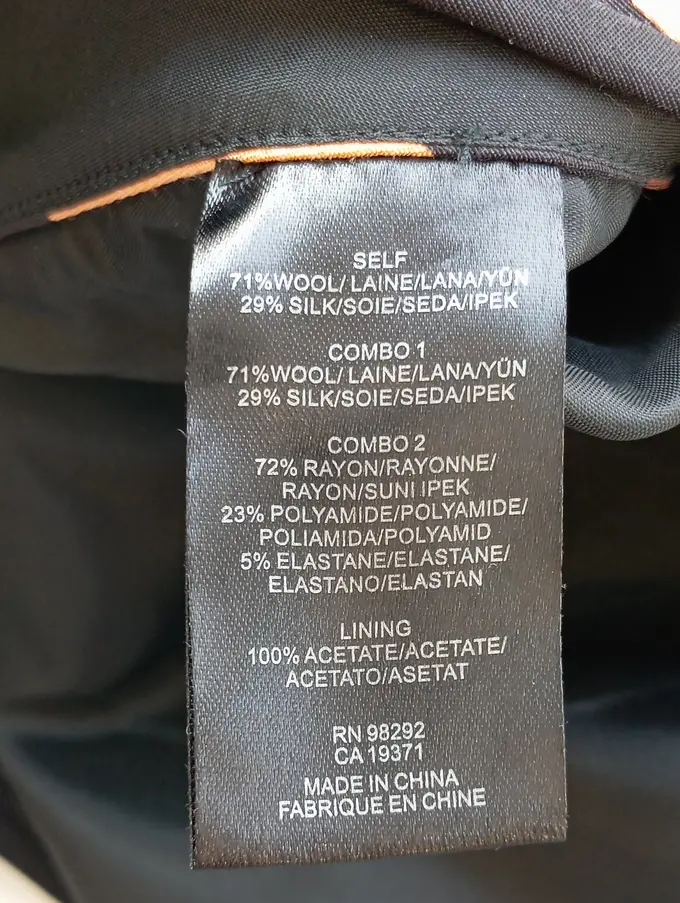 SELF
71%WOOL/ LAINE/LANA/YÜN
29% SILK/SOIE/SEDA/IPEK
COMBO 1
71%WOOL/ LAINE/LANA/YÜN
29% SILK/SOIE/SEDA/IPEK
COMBO 2
72% RAYON/RAYONNE/
RAYON/SUNI IPEK
23% POLYAMIDE/POLYAMIDE/
POLIAMIDA/POLYAMID
5% ELASTANE/ELASTANE/
ELASTANO/ELASTAN
LINING
100% ACETATE/ACETATE/
ACETATO/ASETAT
RN 98292
CA 19371
MADE IN CHINA
FABRIQUE EN CHINE